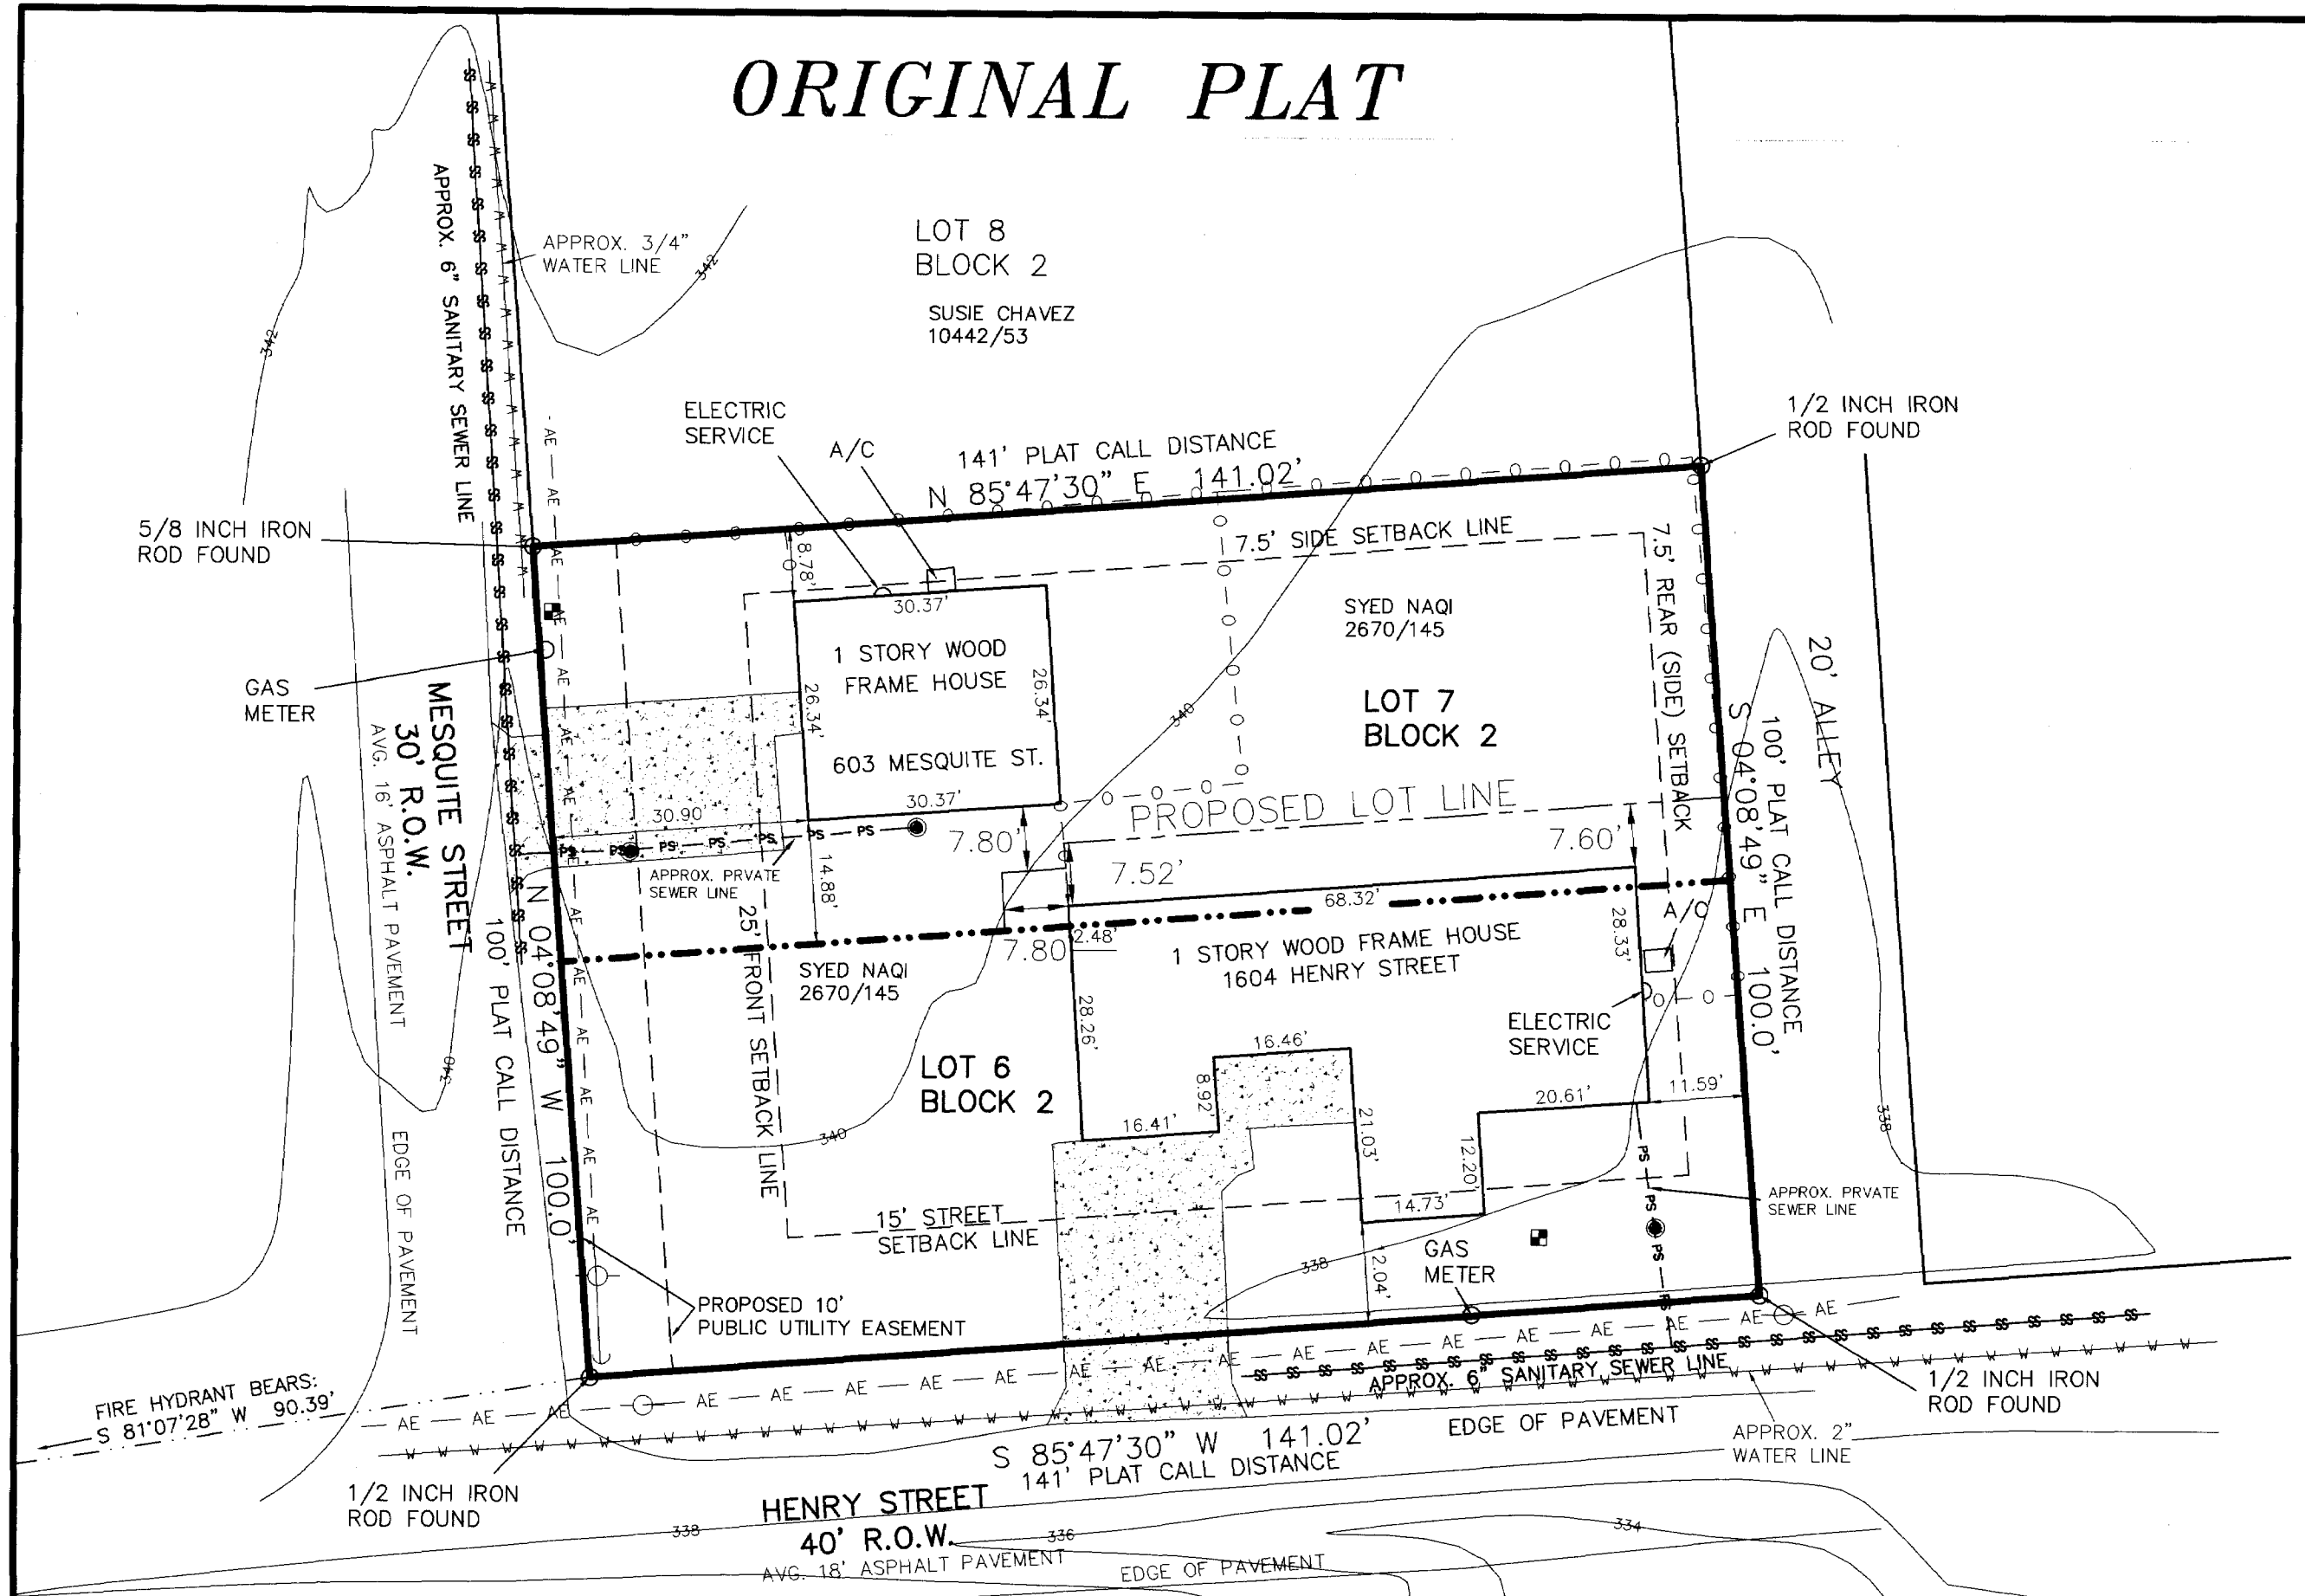 ORIGINAL PLAT
APPROX. 6" SANITARY SEWER LINE
APPROX. 3/4"
WATER LINE
342
342
LOT 8
BLOCK 2
SUSIE CHAVEZ
10442/53
ELECTRIC
SERVICE
A/C
141' PLAT CALL DISTANCE
N 85°47'30" E 141.02'
1/2 INCH IRON
ROD FOUND
5/8 INCH IRON
ROD FOUND
8.78'
7.5' SIDE SETBACK LINE
7.5' REAR (SIDE) SETBACK
30.37'
1 STORY WOOD
FRAME HOUSE
26.34'
26.34'
603 MESQUITE ST.
30.37'
SYED NAQI
2670/145
LOT 7
BLOCK 2
340
20' ALLEY
S 04°08'49" E 100.0'
100' PLAT CALL DISTANCE
GAS
METER
MESQUITE STREET
30' R.O.W.
AVG. 16' ASPHALT PAVEMENT
30.90'
PROPOSED LOT LINE
7.80'
7.52'
7.60'
APPROX. PRVATE
SEWER LINE
14.88'
25' FRONT SETBACK LINE
68.32'
7.80'
2.48'
28.33'
A/C
SYED NAQI
2670/145
1 STORY WOOD FRAME HOUSE
1604 HENRY STREET
N 04°08'49" W 100.0'
100' PLAT CALL DISTANCE
28.26'
ELECTRIC
SERVICE
16.46'
LOT 6
BLOCK 2
8.92'
16.41'
21.03'
20.61'
11.59'
12.20'
340
340
338
EDGE OF PAVEMENT
15' STREET
SETBACK LINE
14.73'
APPROX. PRVATE
SEWER LINE
GAS
METER
338
12.04'
PROPOSED 10'
PUBLIC UTILITY EASEMENT
FIRE HYDRANT BEARS:
S 81°07'28" W 90.39'
APPROX. 6" SANITARY SEWER LINE
1/2 INCH IRON
ROD FOUND
S 85°47'30" W 141.02'
141' PLAT CALL DISTANCE
EDGE OF PAVEMENT
APPROX. 2"
WATER LINE
1/2 INCH IRON
ROD FOUND
HENRY STREET
40' R.O.W.
AVG. 18' ASPHALT PAVEMENT
338
336
334
EDGE OF PAVEMENT